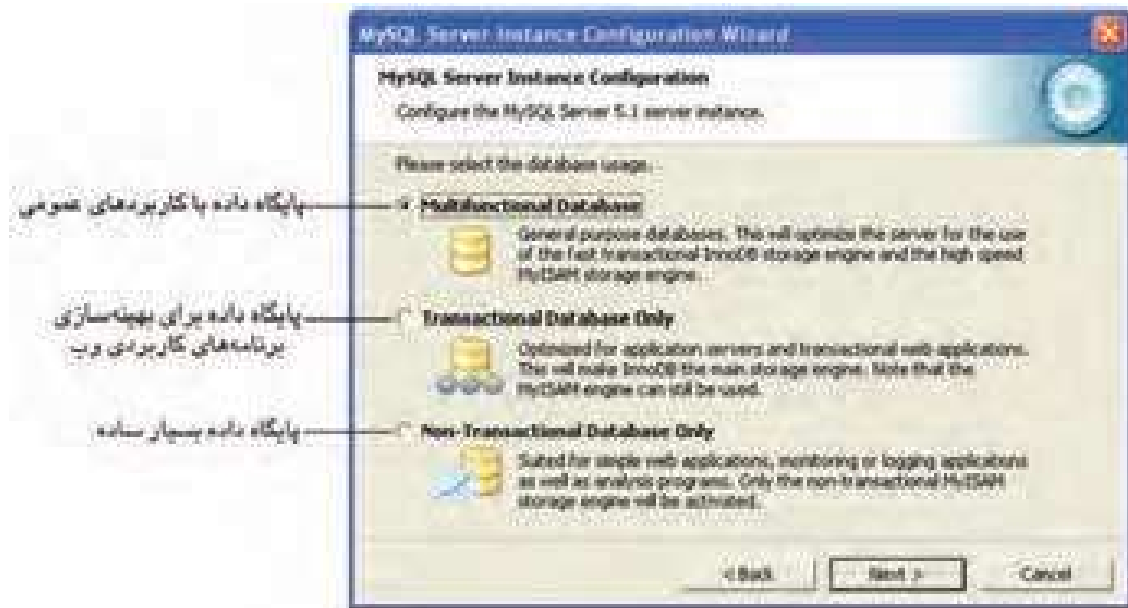 MySQL Server Instance Configuration Wizard
MySQL Server Instance Configuration
Configure the MySQL Server 5.1 server instance.
Please select the database usage.
پایگاه داده با کاربردهای عمومی
Multifunctional Database
General purpose databases. This will optimize the server for the use
of the fast transactional InnoDB storage engine and the high speed
MyISAM storage engine.
پایگاه داده برای بهینه‌سازی
برنامه‌های کاربردی وب
Transactional Database Only
Optimized for application servers and transactional web applications.
This will make InnoDB the main storage engine. Note that the
MyISAM engine can still be used.
پایگاه داده بسیار ساده
Non-Transactional Database Only
Suited for simple web applications, monitoring or logging applications
as well as analysis programs. Only the non-transactional MyISAM
storage engine will be activated.
< Back
Next >
Cancel